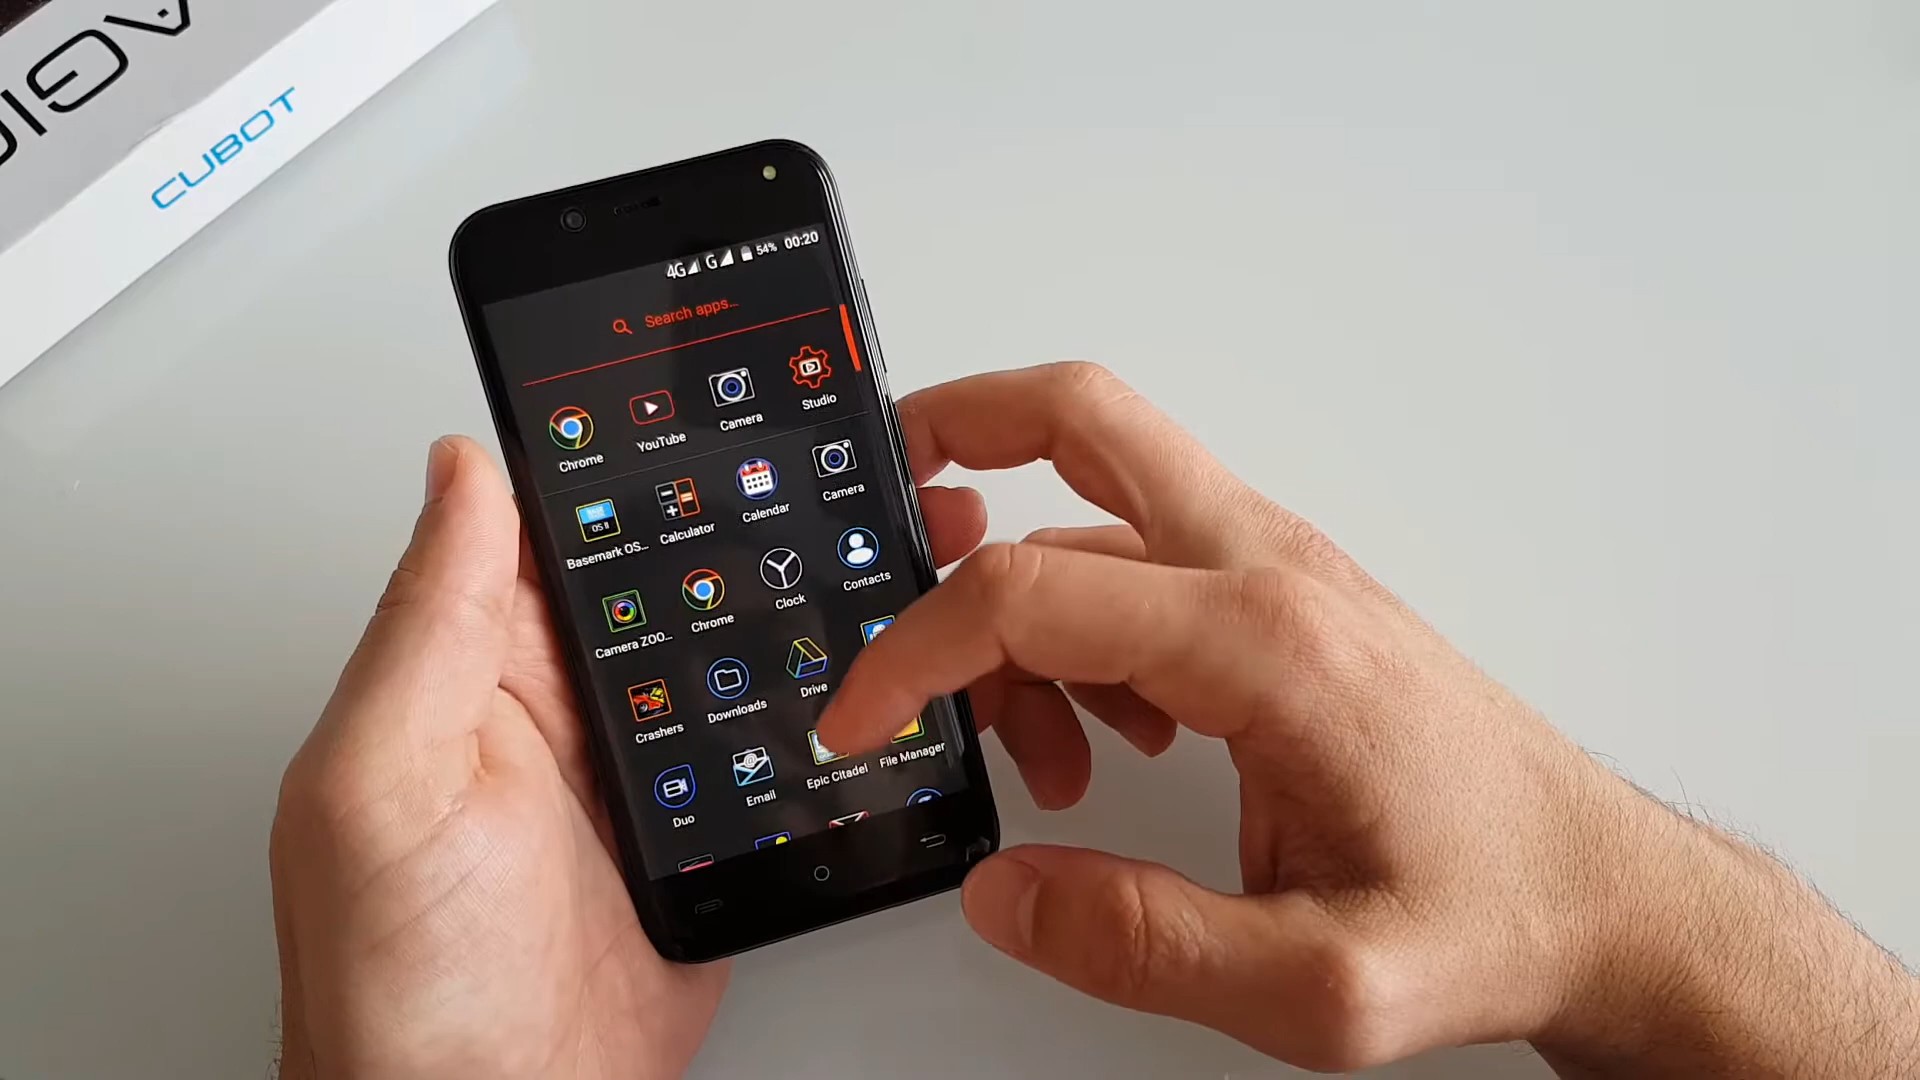 MAGIC
CUBOT
4G G 54% 00:20
Search apps...
Chrome
YouTube
Camera
Studio
Basemark OS...
Calculator
Calendar
Camera
Camera ZOO...
Chrome
Clock
Contacts
Crashers
Downloads
Drive
Duo
Email
Epic Citadel
File Manager